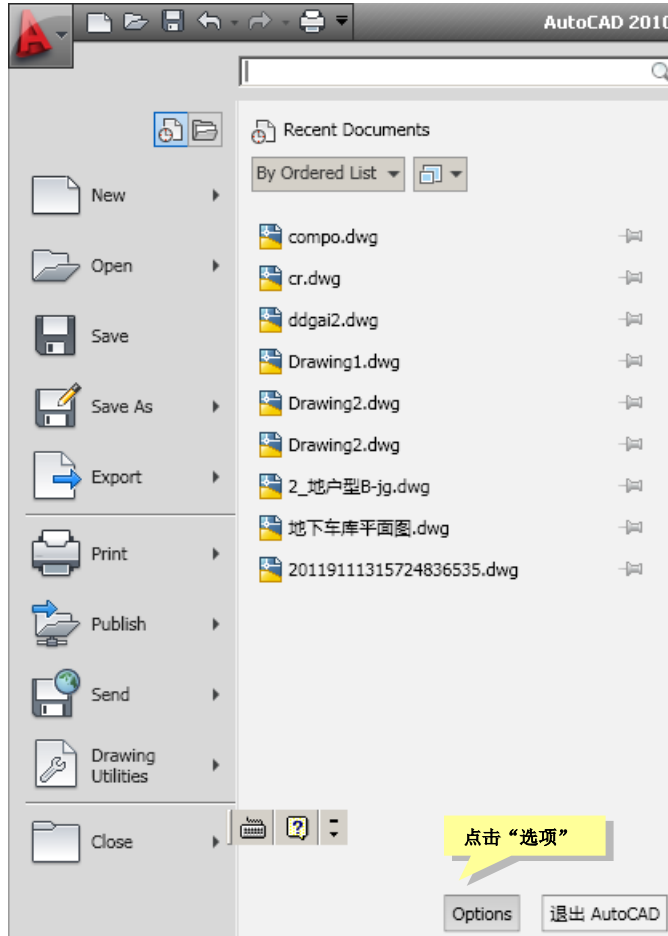 AutoCAD 2010
Recent Documents
By Ordered List
New
Open
Save
Save As
Export
Print
Publish
Send
Drawing
Utilities
Close
compo.dwg
cr.dwg
ddgai2.dwg
Drawing1.dwg
Drawing2.dwg
Drawing2.dwg
2_地户型B-jg.dwg
地下车库平面图.dwg
20119111315724836535.dwg
点击“选项”
Options
退出 AutoCAD